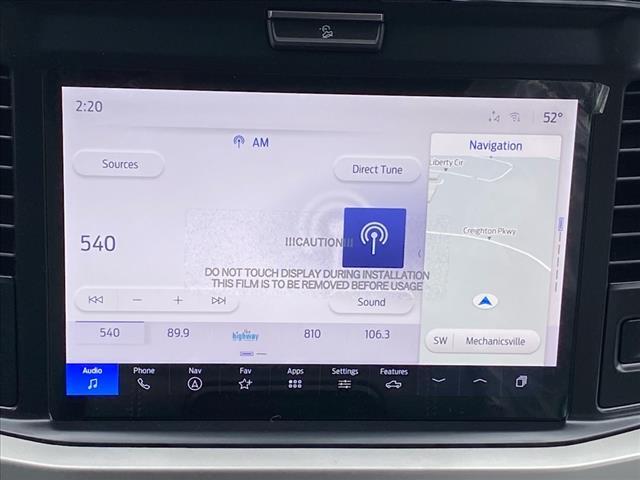 2:20
52°
AM
Navigation
Sources
Direct Tune
Liberty Cir
Creighton Pkwy
540
!!!CAUTION!!!
DO NOT TOUCH DISPLAY DURING INSTALLATION
THIS FILM IS TO BE REMOVED BEFORE USAGE
Sound
540
89.9
the highway
810
106.3
SW
Mechanicsville
Audio
Phone
Nav
Fav
Apps
Settings
Features